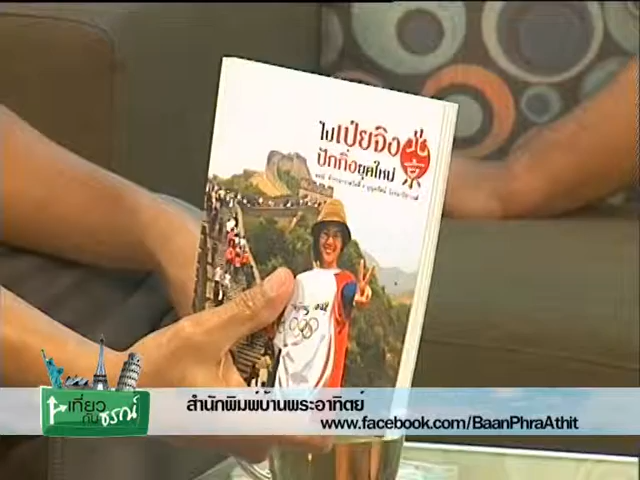 ไปเป๋ยจิง
ปักกิ่งยุคใหม่
เที่ยว
กับ
ธรณ์
สำนักพิมพ์บ้านพระอาทิตย์
www.facebook.com/BaanPhraAthit